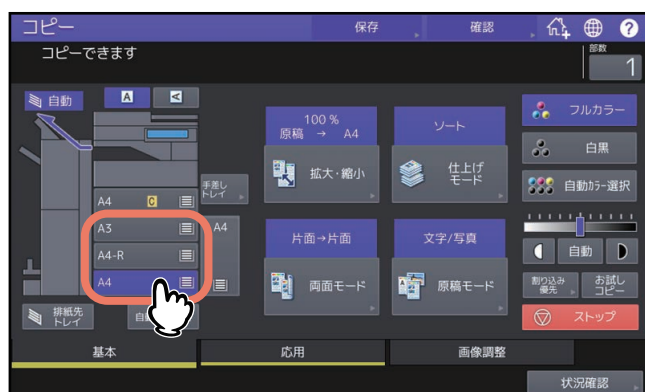 コピー
保存
確認
コピーできます
部数
1
自動
A
A
100 %
原稿 → A4
ソート
フルカラー
拡大・縮小
仕上げ
モード
白黒
手差し
トレイ
自動ｶﾗｰ選択
A4
C
A3
A4
A4-R
A4
片面→片面
文字/写真
自動
両面モード
原稿モード
割り込み
優先
お試し
コピー
排紙先
トレイ
自
ストップ
基本
応用
画像調整
状況確認